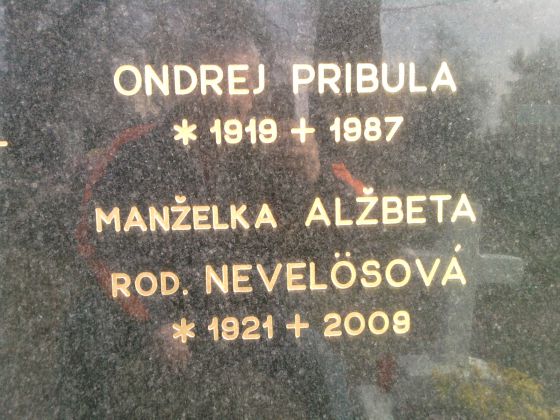 ONDREJ PRIBULA
* 1919 + 1987
MANŽELKA ALŽBETA
ROD. NEVELÖSOVÁ
* 1921 + 2009